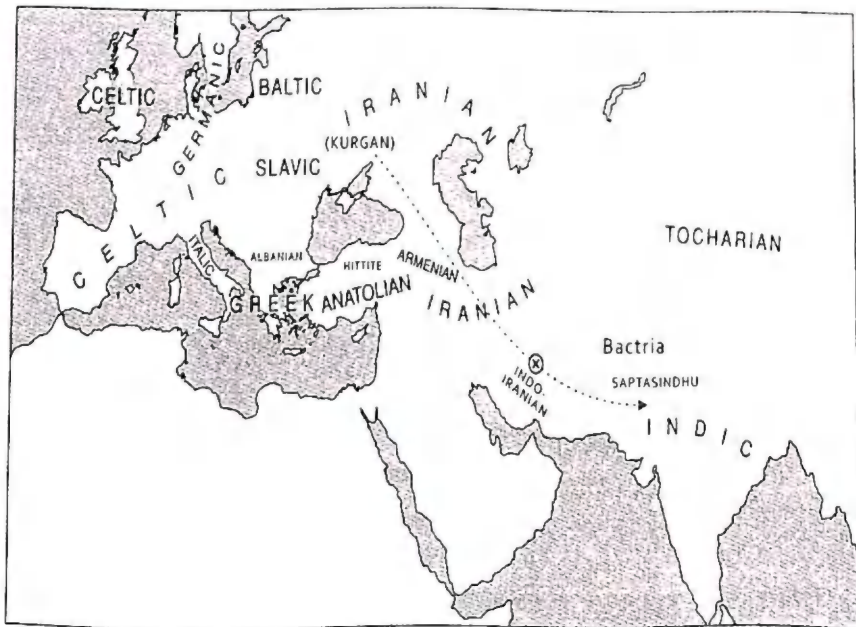 CELTIC
GERMANIC
BALTIC
IRANIAN
(KURGAN)
SLAVIC
CELTIC
ITALIC
ALBANIAN
HITTITE
ARMENIAN
TOCHARIAN
GREEK
ANATOLIAN
IRANIAN
Bactria
INDO-
IRANIAN
SAPTASINDHU
INDIC